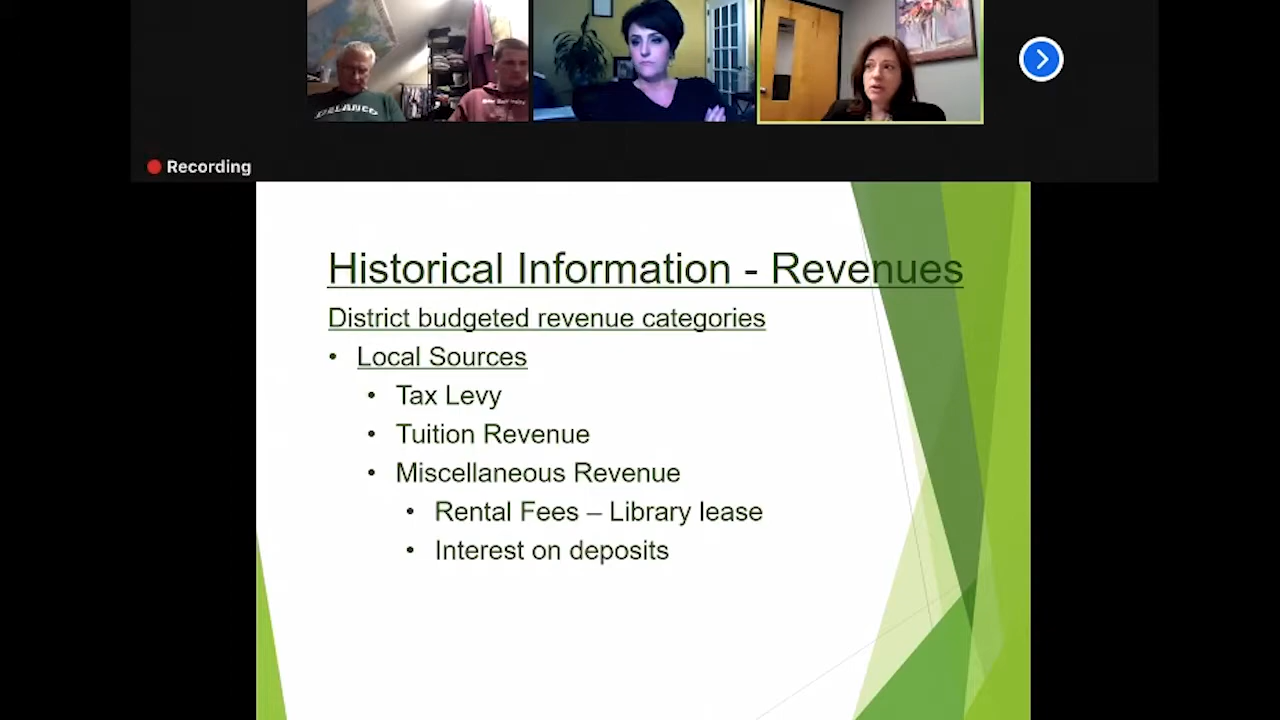 DELANCO
Recording
Historical Information - Revenues
District budgeted revenue categories
• Local Sources
• Tax Levy
• Tuition Revenue
• Miscellaneous Revenue
• Rental Fees – Library lease
• Interest on deposits